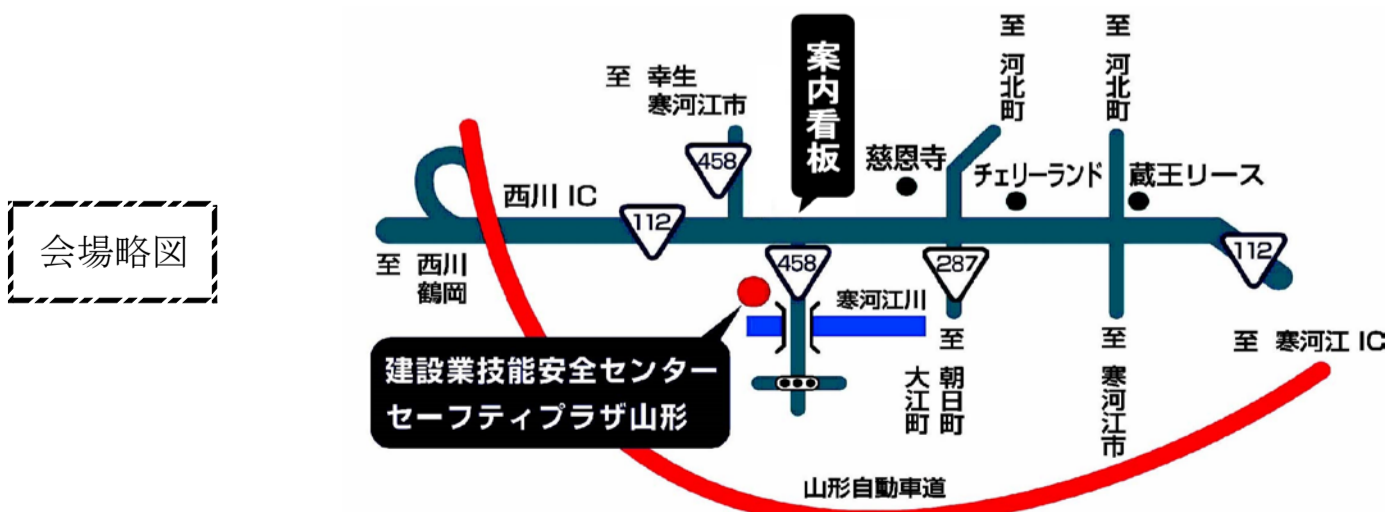 会場略図
至 幸生
寒河江市
458
案内看板
至 河北町
至 河北町
慈恩寺
チェリーランド
蔵王リース
西川 IC
112
至 西川
鶴岡
458
寒河江川
287
112
建設業技能安全センター
セーフティプラザ山形
至 朝日町
大江町
至 寒河江市
至 寒河江 IC
山形自動車道